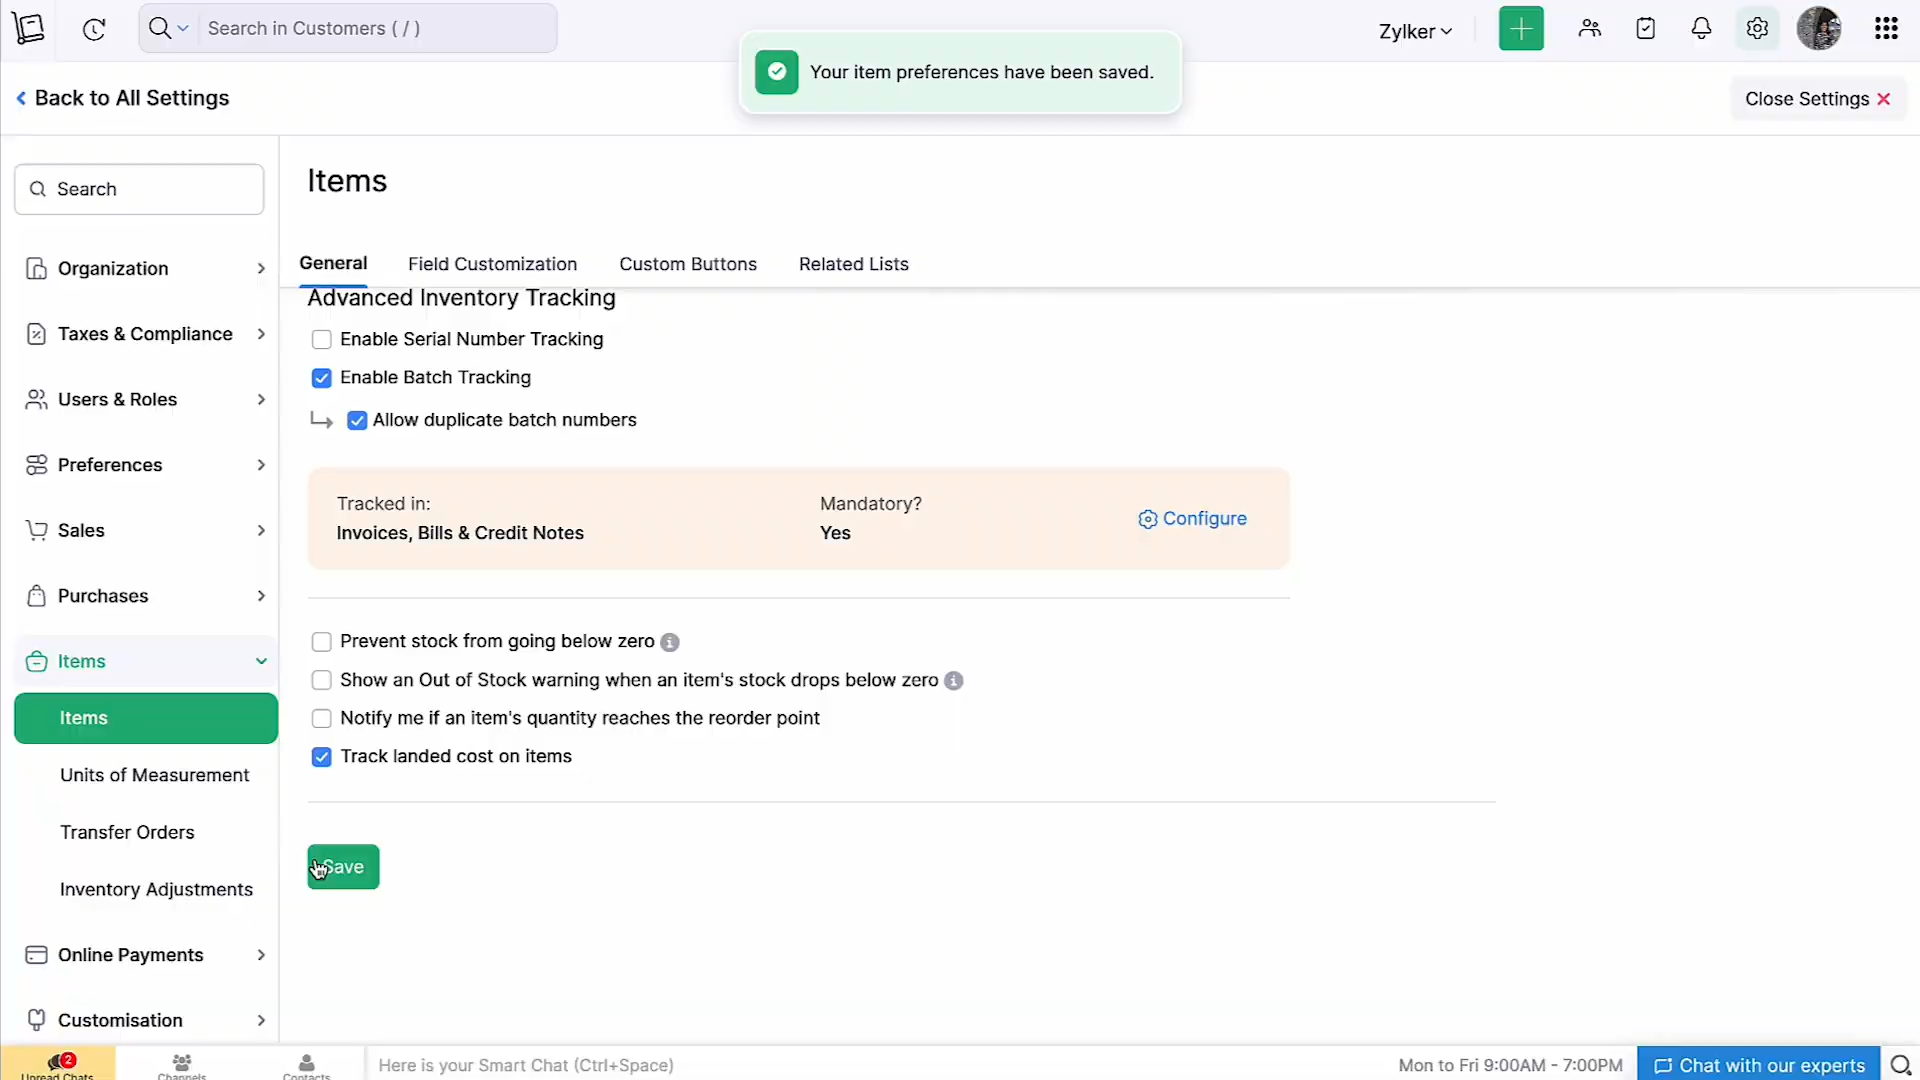 Search in Customers ( / )
Zylker
Your item preferences have been saved.
Back to All Settings
Close Settings
Search
Items
General
Field Customization
Custom Buttons
Related Lists
Organization
Taxes & Compliance
Users & Roles
Preferences
Sales
Purchases
Items
Items
Units of Measurement
Transfer Orders
Inventory Adjustments
Online Payments
Customisation
Advanced Inventory Tracking
Enable Serial Number Tracking
Enable Batch Tracking
Allow duplicate batch numbers
Tracked in:
Invoices, Bills & Credit Notes
Mandatory?
Yes
Configure
Prevent stock from going below zero
Show an Out of Stock warning when an item's stock drops below zero
Notify me if an item's quantity reaches the reorder point
Track landed cost on items
Save
2
Unread Chats
Channels
Contacts
Here is your Smart Chat (Ctrl+Space)
Mon to Fri 9:00AM - 7:00PM
Chat with our experts